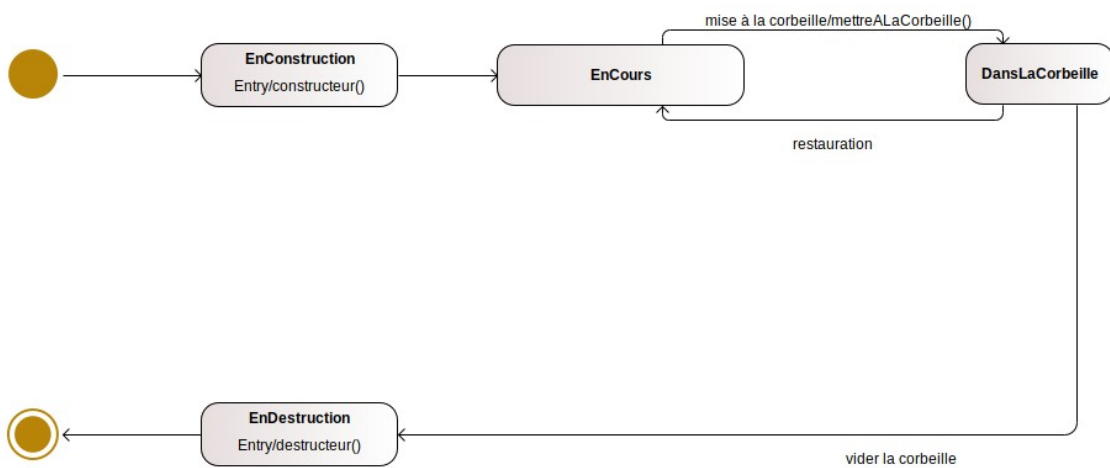 mise à la corbeille/mettreALaCorbeille()
EnConstruction
Entry/constructeur()
EnCours
DansLaCorbeille
restauration
EnDestruction
Entry/destructeur()
vider la corbeille